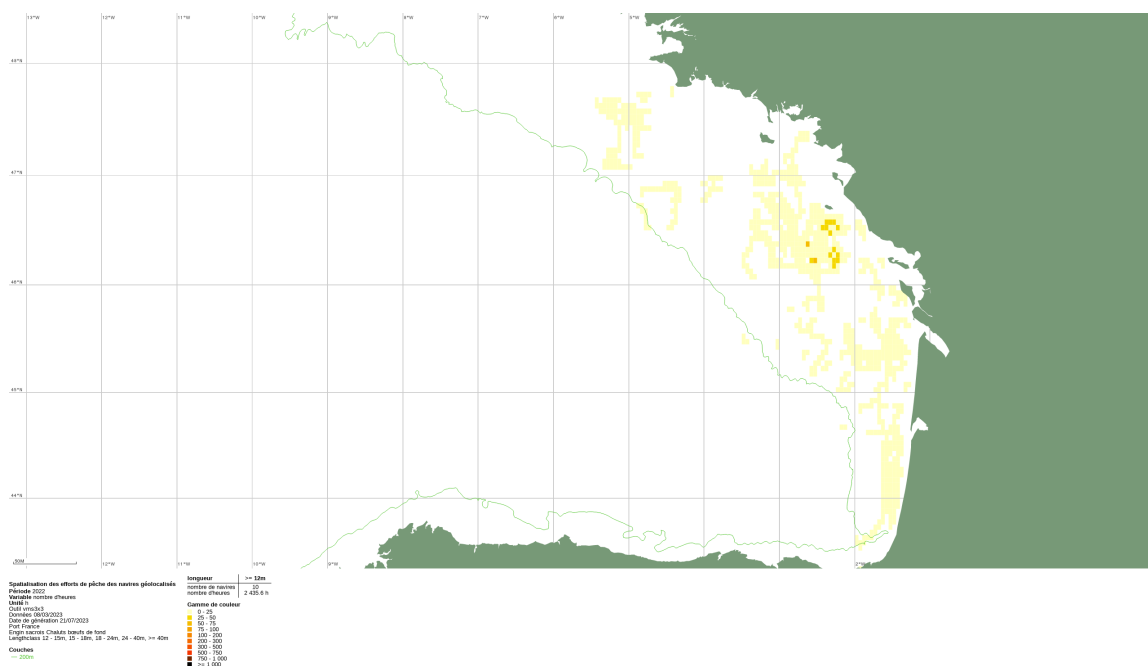 13°W 12°W 11°W 10°W 9°W 8°W 7°W 6°W 5°W
48°N
47°N
46°N
45°N
44°N
50M
2°W
Spatialisation des efforts de pêche des navires géolocalisés
Période 2022
Variable nombre d'heures
Unité h
Outil vms3x3
Données 08/03/2023
Date de génération 21/07/2023
Port France
Engin sacrois Chaluts bœufs de fond
Lengthclass 12 - 15m, 15 - 18m, 18 - 24m, 24 - 40m, >= 40m
Couches
200m
longueur >= 12m
nombre de navires 10
nombre d'heures 2 435.6 h
Gamme de couleur
0 - 25
25 - 50
50 - 75
75 - 100
100 - 200
200 - 300
300 - 500
500 - 750
750 - 1 000
>= 1 000